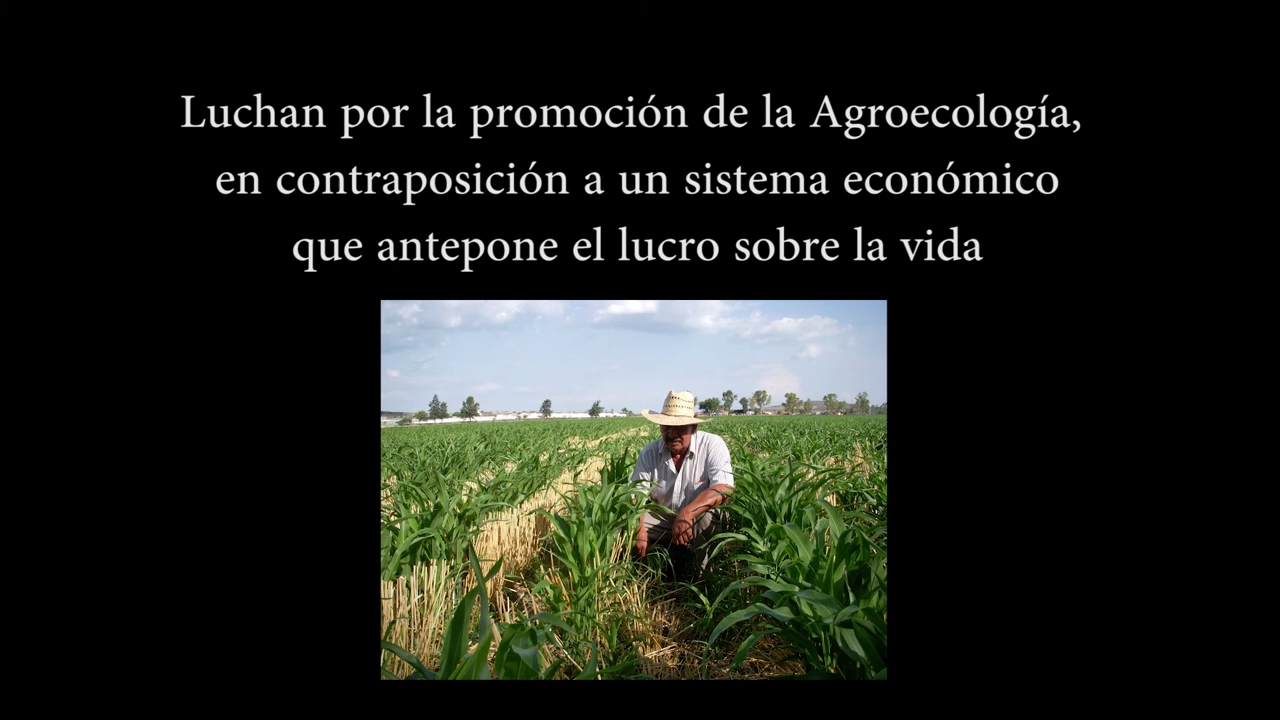 Luchan por la promoción de la Agroecología,
en contraposición a un sistema económico
que antepone el lucro sobre la vida